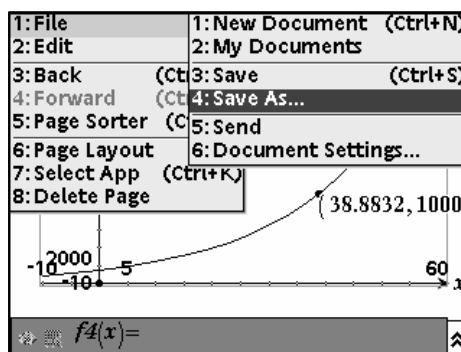 1: File
2: Edit
3: Back (Ct
4: Forward (Ct
5: Page Sorter (C
6: Page Layout
7: Select App (Ctrl+K)
8: Delete Page
1: New Document (Ctrl+N)
2: My Documents
3: Save (Ctrl+S)
4: Save As...
5: Send
6: Document Settings...
(38.8832, 1000
-10 2000 5 60 x
-10
f4(x)=